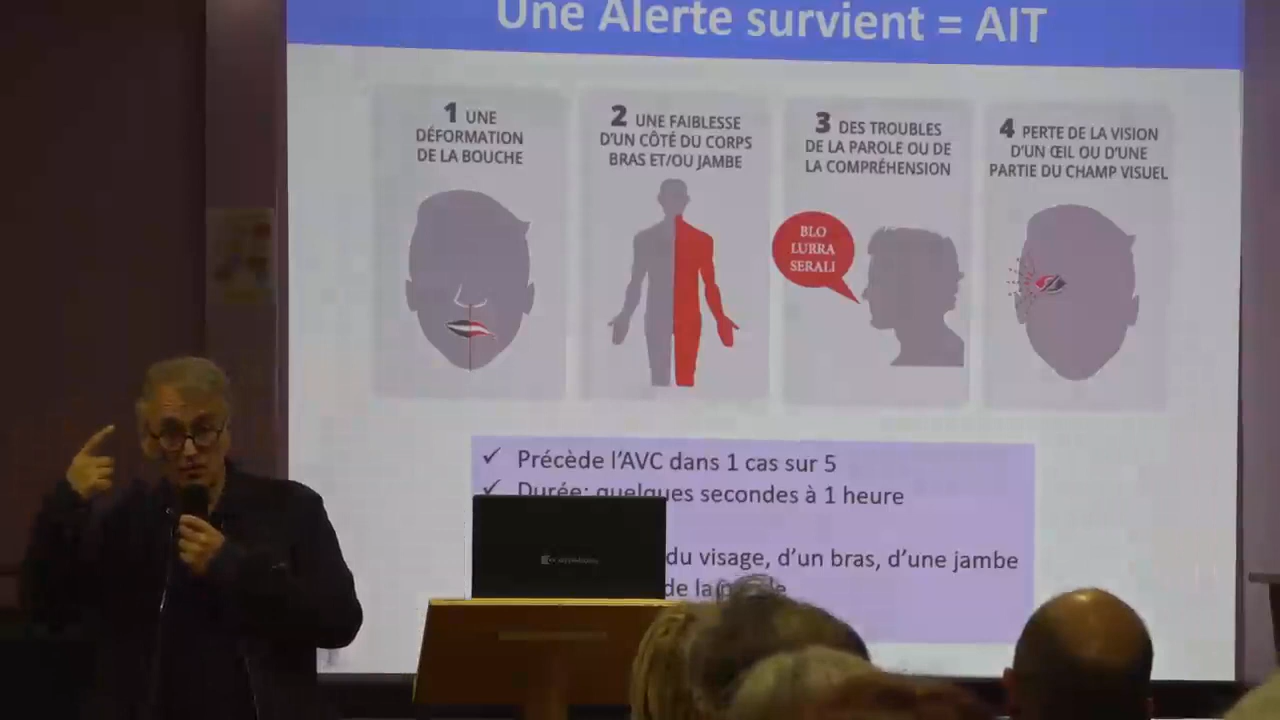 Une Alerte survient = AIT
1 UNE
DÉFORMATION
DE LA BOUCHE
2 UNE FAIBLESSE
D'UN CÔTÉ DU CORPS
BRAS ET/OU JAMBE
3 DES TROUBLES
DE LA PAROLE OU DE
LA COMPRÉHENSION
BLO
LURRA
SERALI
4 PERTE DE LA VISION
D'UN ŒIL OU D'UNE
PARTIE DU CHAMP VISUEL
✓ Précède l'AVC dans 1 cas sur 5
✓ Durée: quelques secondes à 1 heure
du visage, d'un bras, d'une jambe
de la